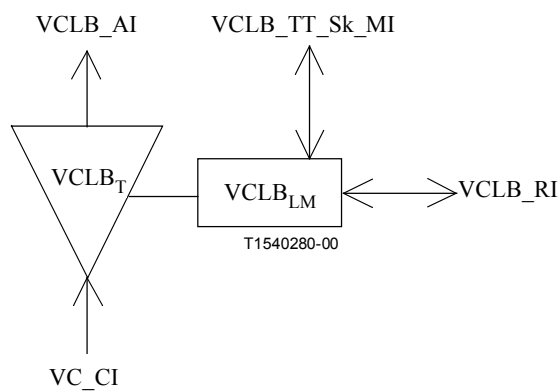 VCLB_AI
VCLB_TT_Sk_MI
VCLB_T
VCLB_LM
VCLB_RI
T1540280-00
VC_CI